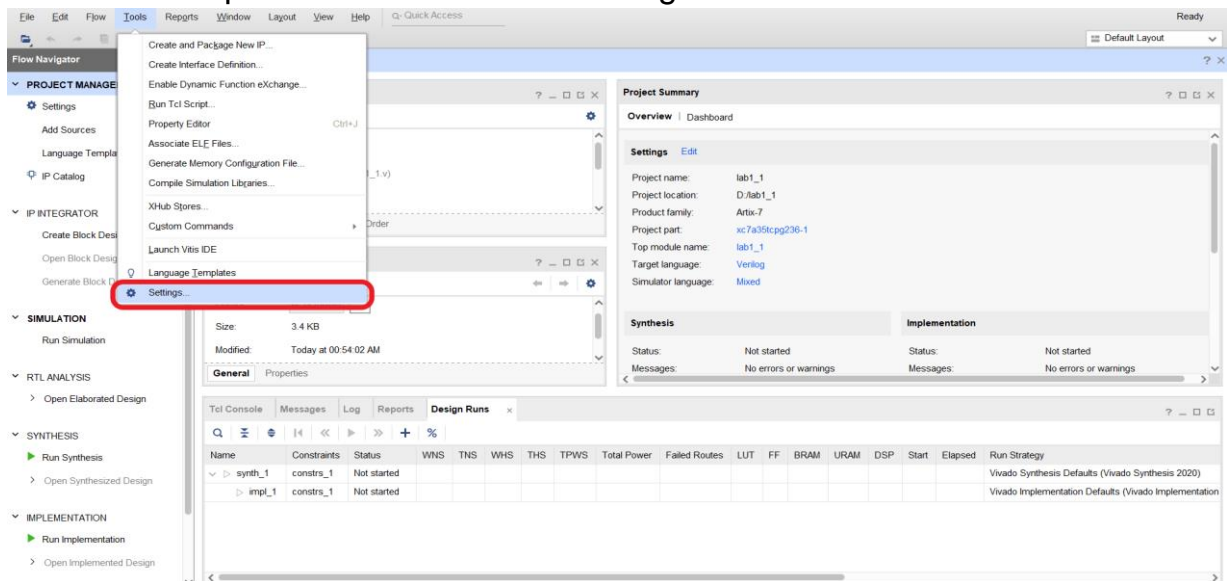 File Edit Flow Tools Reports Window Layout View Help Q- Quick Access Ready
Default Layout
Flow Navigator
? ×
PROJECT MANAGE
Settings
Add Sources
Language Templa
IP Catalog
IP INTEGRATOR
Create Block Desi
Open Block Desig
Generate Block D
SIMULATION
Run Simulation
RTL ANALYSIS
Open Elaborated Design
SYNTHESIS
Run Synthesis
Open Synthesized Design
IMPLEMENTATION
Run Implementation
Open Implemented Design
Create and Package New IP...
Create Interface Definition...
Enable Dynamic Function eXchange...
Run Tcl Script...
Property Editor Ctrl+J
Associate ELF Files...
Generate Memory Configuration File...
Compile Simulation Libraries...
XHub Stores...
Custom Commands
Launch Vitis IDE
Language Templates
Settings...
1_1.v)
Order
Size: 3.4 KB
Modified: Today at 00:54:02 AM
General Properties
Project Summary
Overview | Dashboard
Settings Edit
Project name: lab1_1
Project location: D:/lab1_1
Product family: Artix-7
Project part: xc7a35tcpg236-1
Top module name: lab1_1
Target language: Verilog
Simulator language: Mixed
Synthesis Implementation
Status: Not started Status: Not started
Messages: No errors or warnings Messages: No errors or warnings
Tcl Console Messages Log Reports Design Runs ×
Name Constraints Status WNS TNS WHS THS TPWS Total Power Failed Routes LUT FF BRAM URAM DSP Start Elapsed Run Strategy
synth_1 constrs_1 Not started Vivado Synthesis Defaults (Vivado Synthesis 2020)
impl_1 constrs_1 Not started Vivado Implementation Defaults (Vivado Implementation